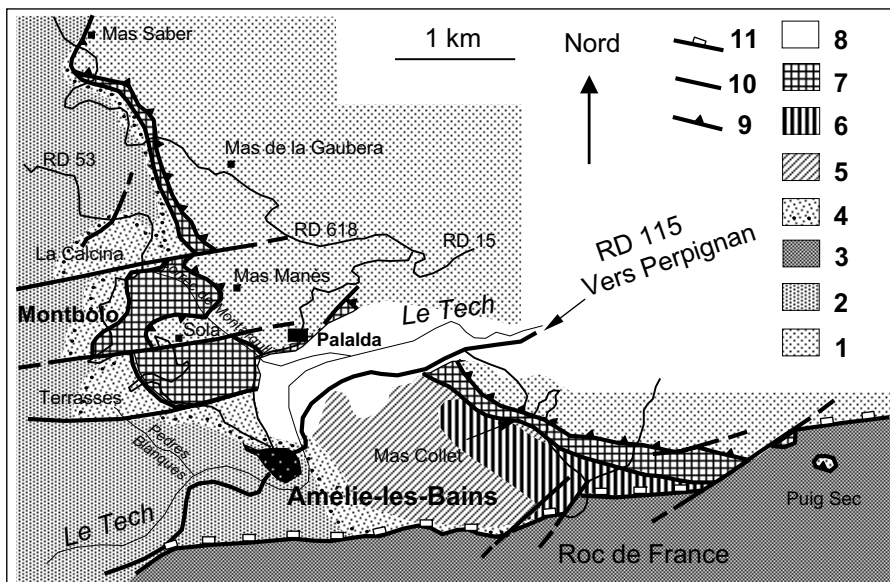 Mas Saber
1 km
Nord
11
8
10
7
9
6
5
4
3
2
1
Mas de la Gaubera
RD 53
RD 618
RD 15
RD 115
Vers Perpignan
La Calcina
Mas Manès
Le Tech
Montbolo
Sola
Palalda
Terrasses
Pedres
Blanques
Mas Collet
Amélie-les-Bains
Puig Sec
Le Tech
Roc de France